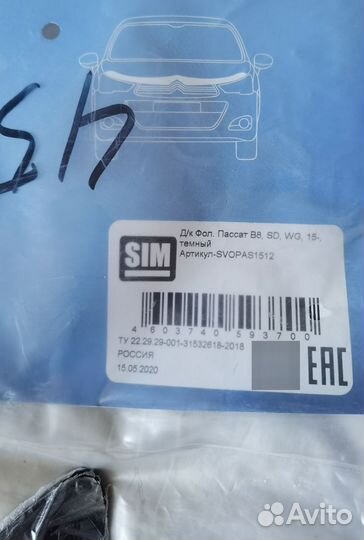 SIM
Д/к Фол. Пассат В8, SD, WG, 15-,
темный
Артикул-SVOPAS1512
4 603740 593700
ТУ 22.29.29-001-31532618-2018
РОССИЯ
15.05.2020
EAC
Avito